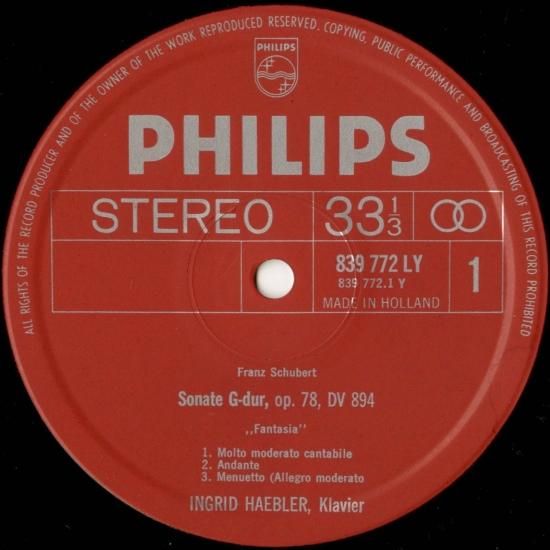 ALL RIGHTS OF THE RECORD PRODUCER AND OF THE OWNER OF THE WORK REPRODUCED RESERVED. COPYING, PUBLIC PERFORMANCE AND BROADCASTING OF THIS RECORD PROHIBITED
PHILIPS
PHILIPS
STEREO 33 1/3
839 772 LY 1
839 772.1 Y
MADE IN HOLLAND
Franz Schubert
Sonate G-dur, op. 78, DV 894
„Fantasia"
1. Molto moderato cantabile
2. Andante
3. Menuetto (Allegro moderato
INGRID HAEBLER, Klavier